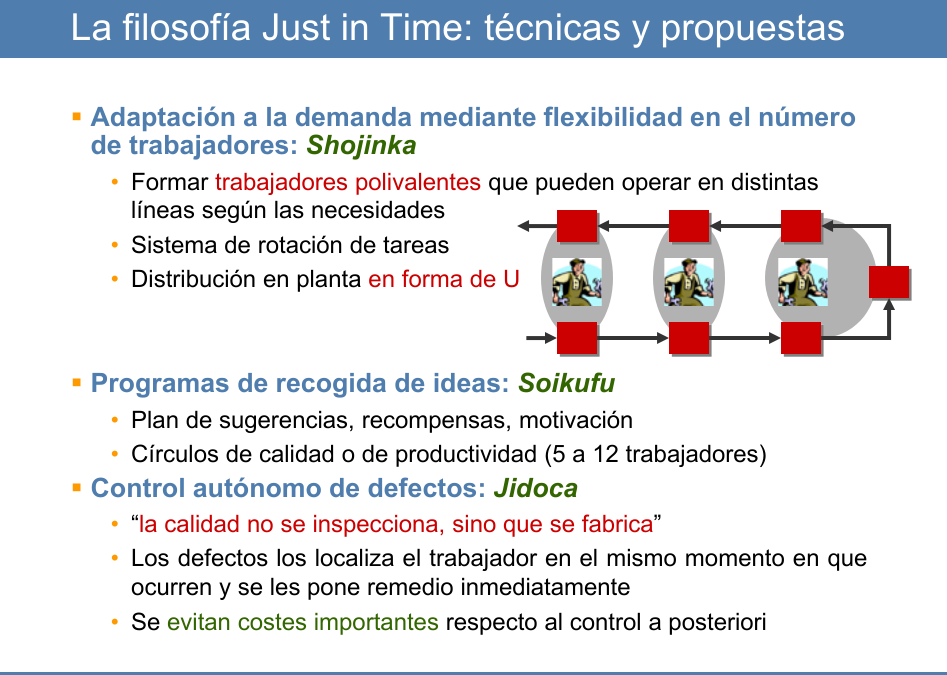 La filosofía Just in Time: técnicas y propuestas
▪ Adaptación a la demanda mediante flexibilidad en el número
de trabajadores: Shojinka
• Formar trabajadores polivalentes que pueden operar en distintas
líneas según las necesidades
• Sistema de rotación de tareas
• Distribución en planta en forma de U
▪ Programas de recogida de ideas: Soikufu
• Plan de sugerencias, recompensas, motivación
• Círculos de calidad o de productividad (5 a 12 trabajadores)
▪ Control autónomo de defectos: Jidoca
• “la calidad no se inspecciona, sino que se fabrica”
• Los defectos los localiza el trabajador en el mismo momento en que
ocurren y se les pone remedio inmediatamente
• Se evitan costes importantes respecto al control a posteriori